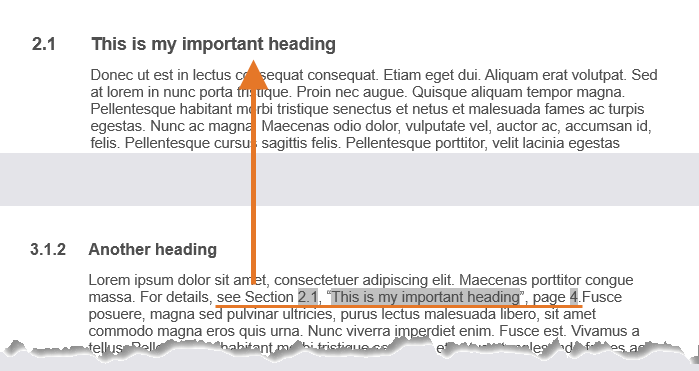 2.1 This is my important heading
Donec ut est in lectus consequat consequat. Etiam eget dui. Aliquam erat volutpat. Sed
at lorem in nunc porta tristique. Proin nec augue. Quisque aliquam tempor magna.
Pellentesque habitant morbi tristique senectus et netus et malesuada fames ac turpis
egestas. Nunc ac magna. Maecenas odio dolor, vulputate vel, auctor ac, accumsan id,
felis. Pellentesque cursus sagittis felis. Pellentesque porttitor, velit lacinia egestas
3.1.2 Another heading
Lorem ipsum dolor sit amet, consectetuer adipiscing elit. Maecenas porttitor congue
massa. For details, see Section 2.1, “This is my important heading”, page 4.Fusce
posuere, magna sed pulvinar ultricies, purus lectus malesuada libero, sit amet
commodo magna eros quis urna. Nunc viverra imperdiet enim. Fusce est. Vivamus a
tellus habitant tristique